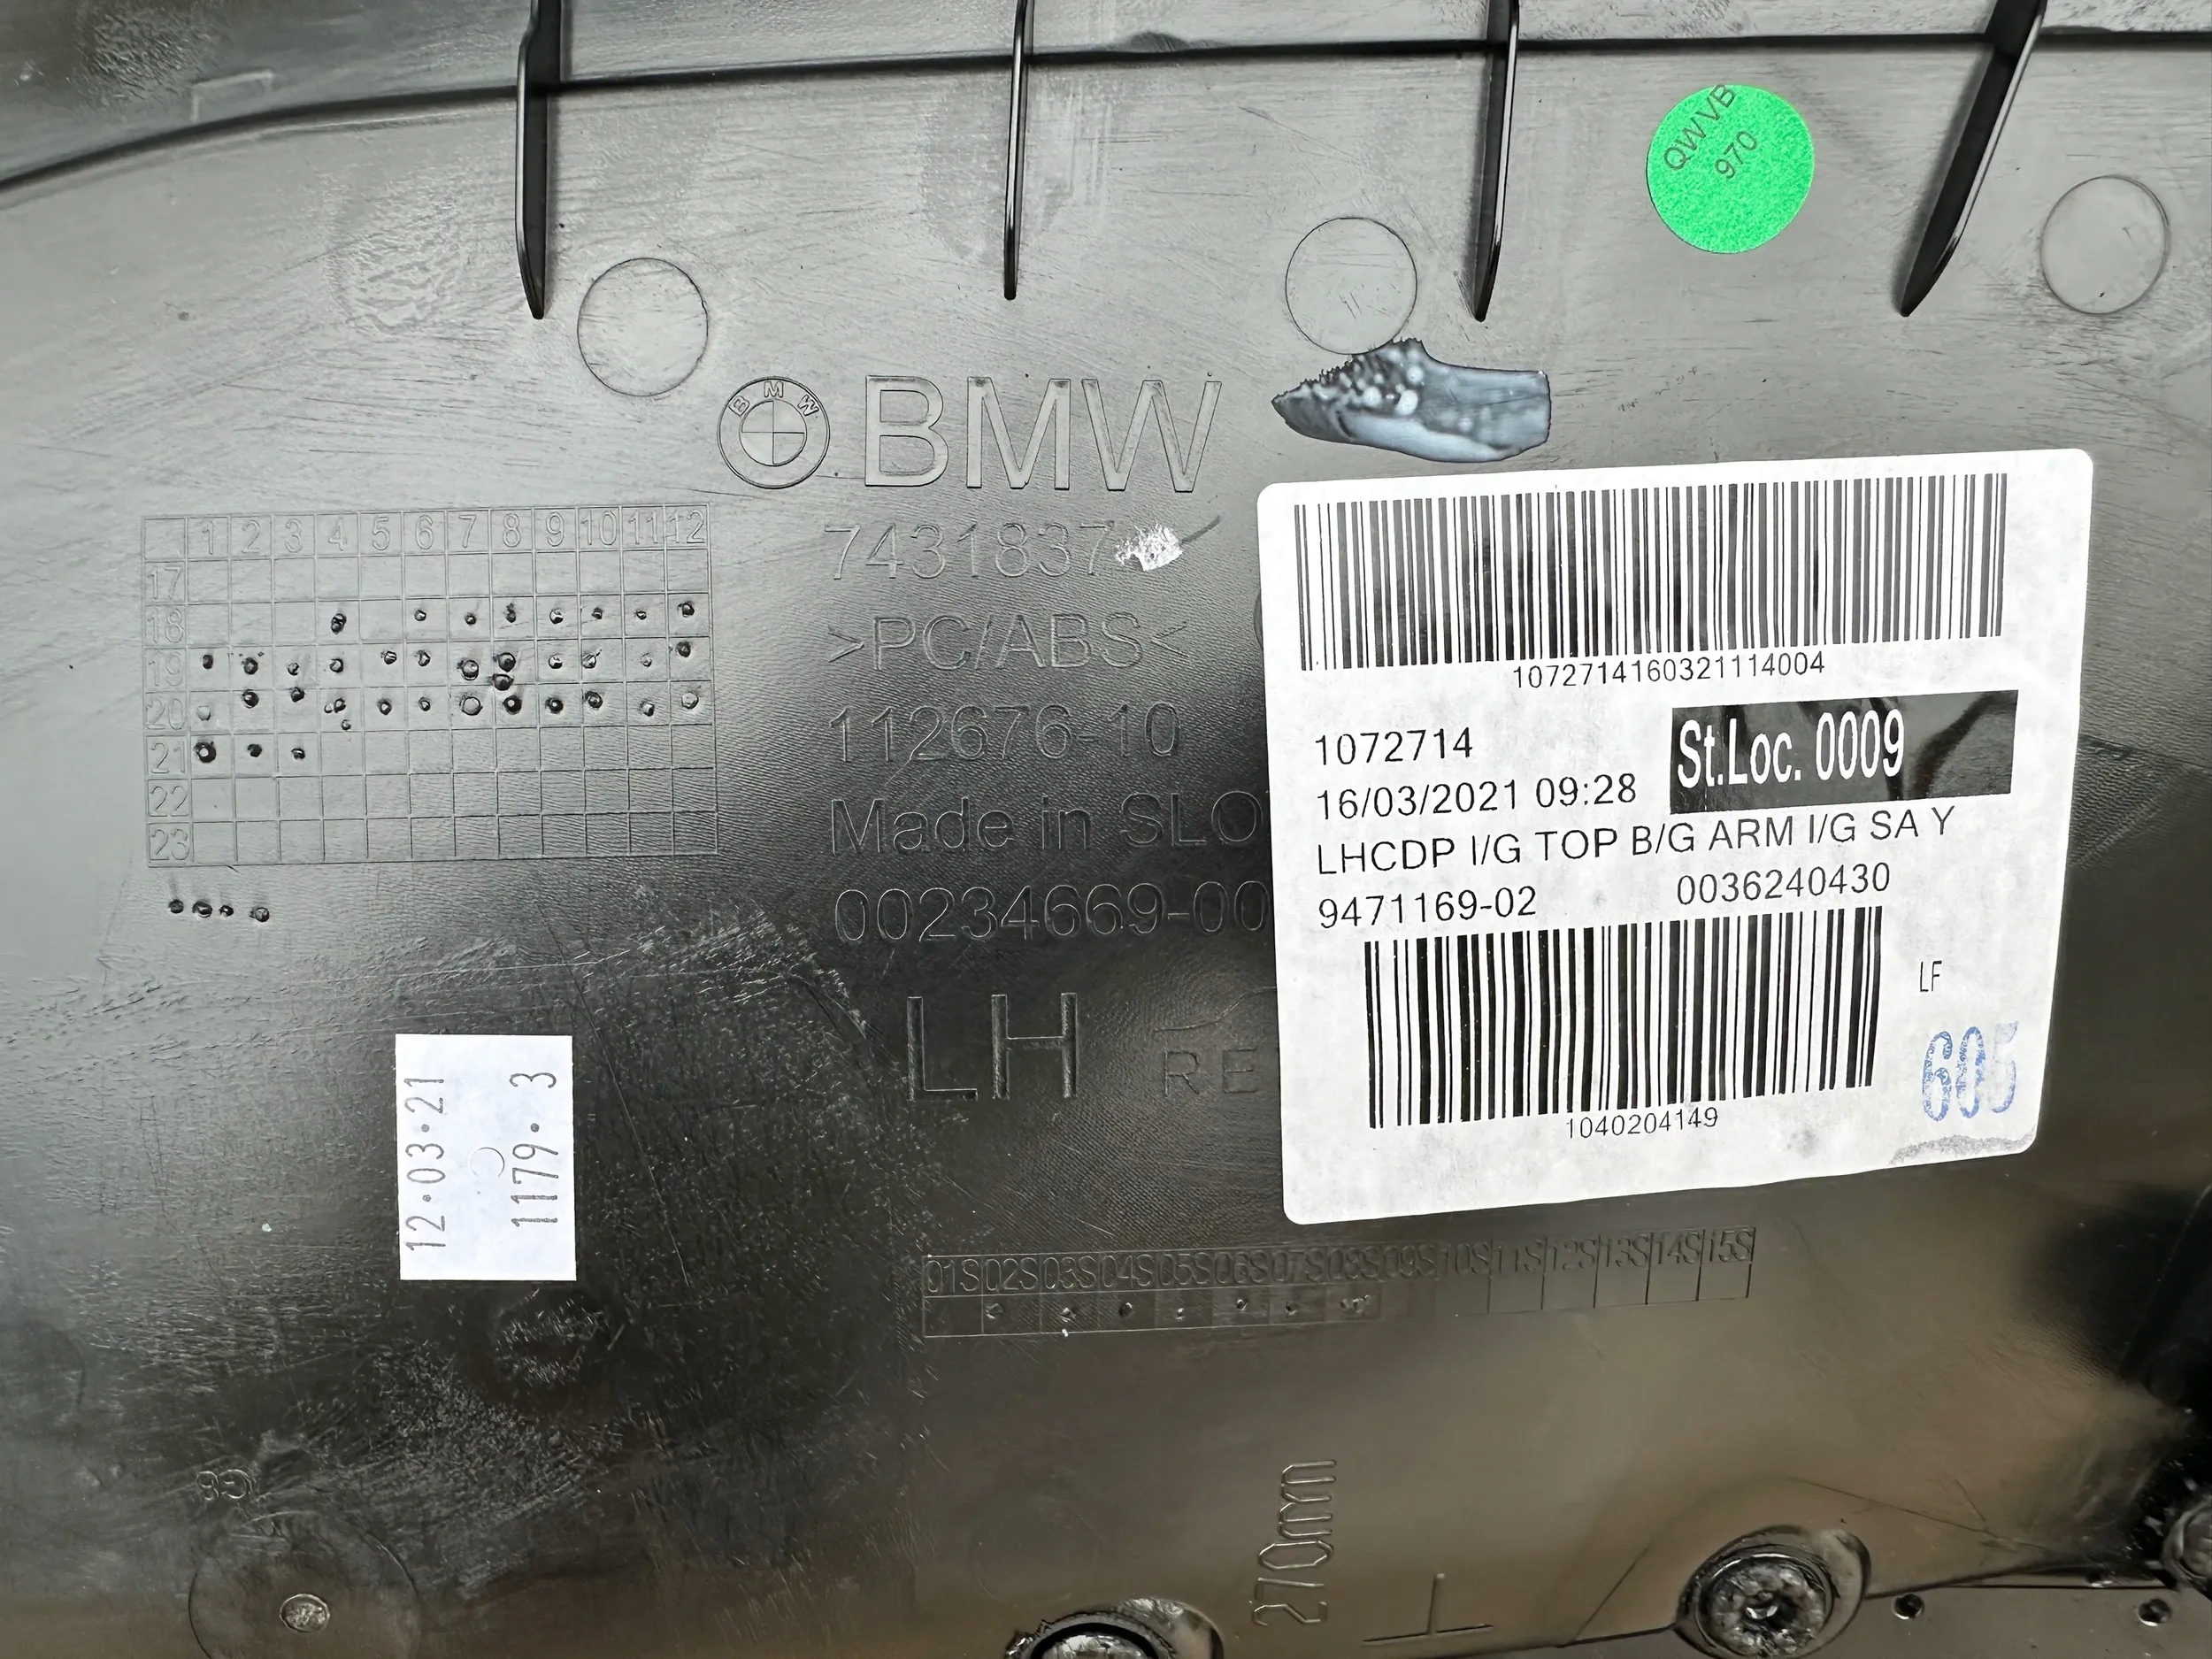 QWVB
970
BMW
BMW
7431837
>PC/ABS<
112676-10
Made in SLO
00234669-00
LH
RE
1 2 3 4 5 6 7 8 9 10 11 12
17
18
19
20
21
22
23
1072714160321114004
1072714
St.Loc. 0009
16/03/2021 09:28
LHCDP I/G TOP B/G ARM I/G SA Y
9471169-02 0036240430
LF
605
1040204149
12.03.21
1179.3
01S 02S 03S 04S 05S 06S 07S 08S 09S 10S 11S 12S 13S 14S 15S
270mm